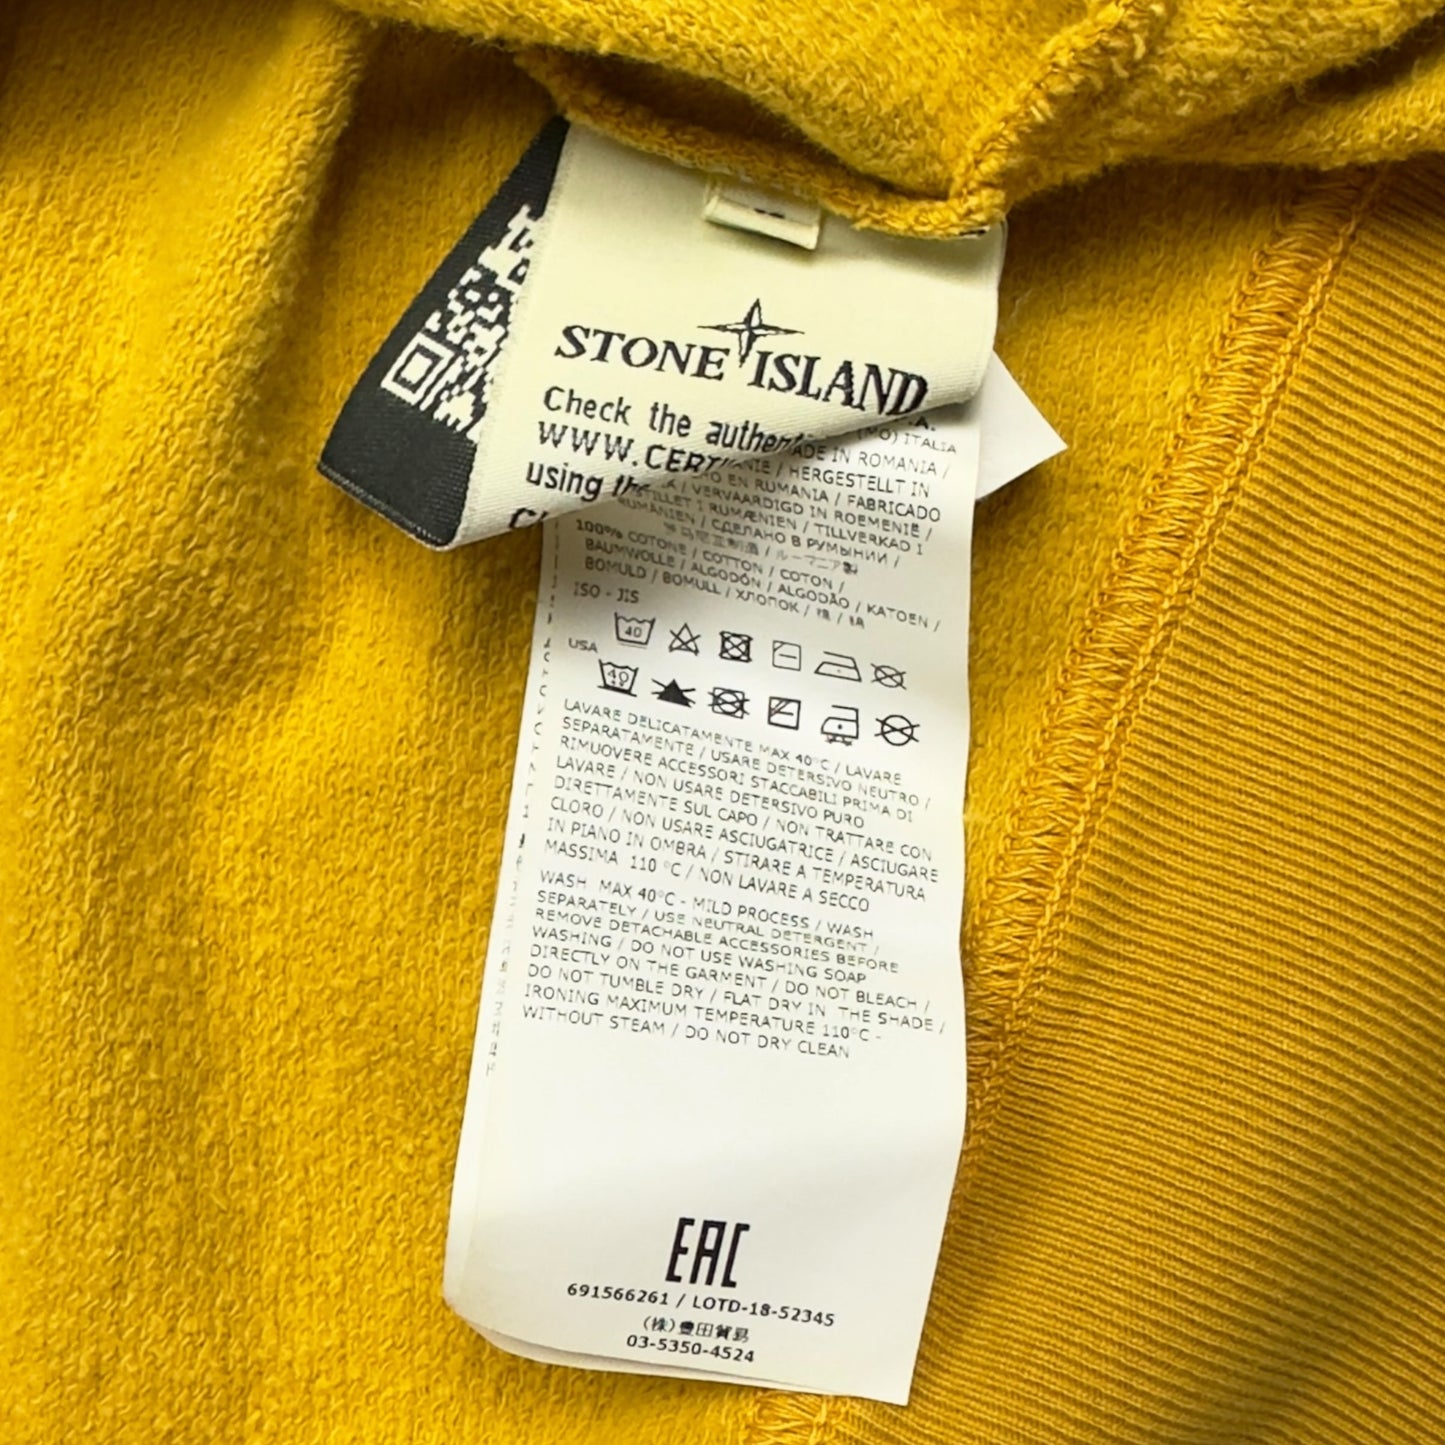 STONE ISLAND
Check the
WWW.
using
(MO) ITALIA
MADE IN ROMANIA /
/ HERGESTELLT IN
EN RUMANIA / FABRICADO
/ VERVAARDIGD IN ROEMENIË /
I RUMÆNIEN / TILLVERKAD I
RUMÄNIEN / СДЕЛАНО В РУМЫНИИ /
/ ルーマニア製
100% COTONE / COTTON / COTON /
BAUMWOLLE / ALGODÓN / ALGODÃO / KATOEN /
BOMULD / BOMULL / ХЛОПОК / 棉 / 綿
ISO - JIS
40
USA
40
LAVARE DELICATAMENTE MAX 40°C / LAVARE
SEPARATAMENTE / USARE DETERSIVO NEUTRO /
RIMUOVERE ACCESSORI STACCABILI PRIMA DI
LAVARE / NON USARE DETERSIVO PURO
DIRETTAMENTE SUL CAPO / NON TRATTARE CON
CLORO / NON USARE ASCIUGATRICE / ASCIUGARE
IN PIANO IN OMBRA / STIRARE A TEMPERATURA
MASSIMA 110 °C / NON LAVARE A SECCO
WASH MAX 40°C - MILD PROCESS / WASH
SEPARATELY / USE NEUTRAL DETERGENT /
REMOVE DETACHABLE ACCESSORIES BEFORE
WASHING / DO NOT USE WASHING SOAP
DIRECTLY ON THE GARMENT / DO NOT BLEACH /
DO NOT TUMBLE DRY / FLAT DRY IN THE SHADE /
IRONING MAXIMUM TEMPERATURE 110°C -
WITHOUT STEAM / DO NOT DRY CLEAN
EAC
691566261 / LOTD-18-52345
(株)豊田貿易
03-5350-4524